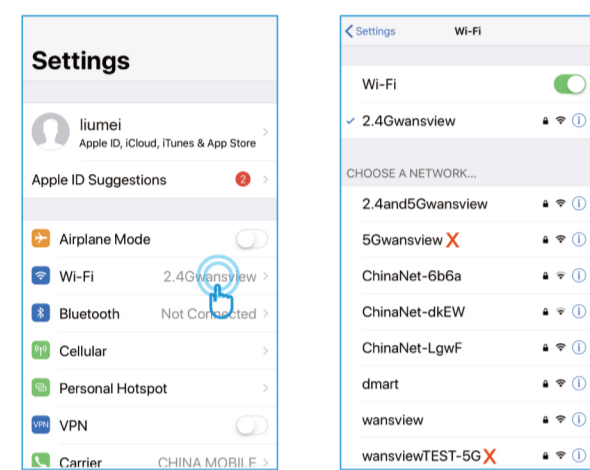 Settings
liumei
Apple ID, iCloud, iTunes & App Store
Apple ID Suggestions 2
Airplane Mode
Wi-Fi 2.4Gwansview
Bluetooth Not Connected
Cellular
Personal Hotspot
VPN VPN
Carrier CHINA MOBILE
Settings Wi-Fi
Wi-Fi
2.4Gwansview
CHOOSE A NETWORK...
2.4and5Gwansview
5Gwansview X
ChinaNet-6b6a
ChinaNet-dkEW
ChinaNet-LgwF
dmart
wansview
wansviewTEST-5G X